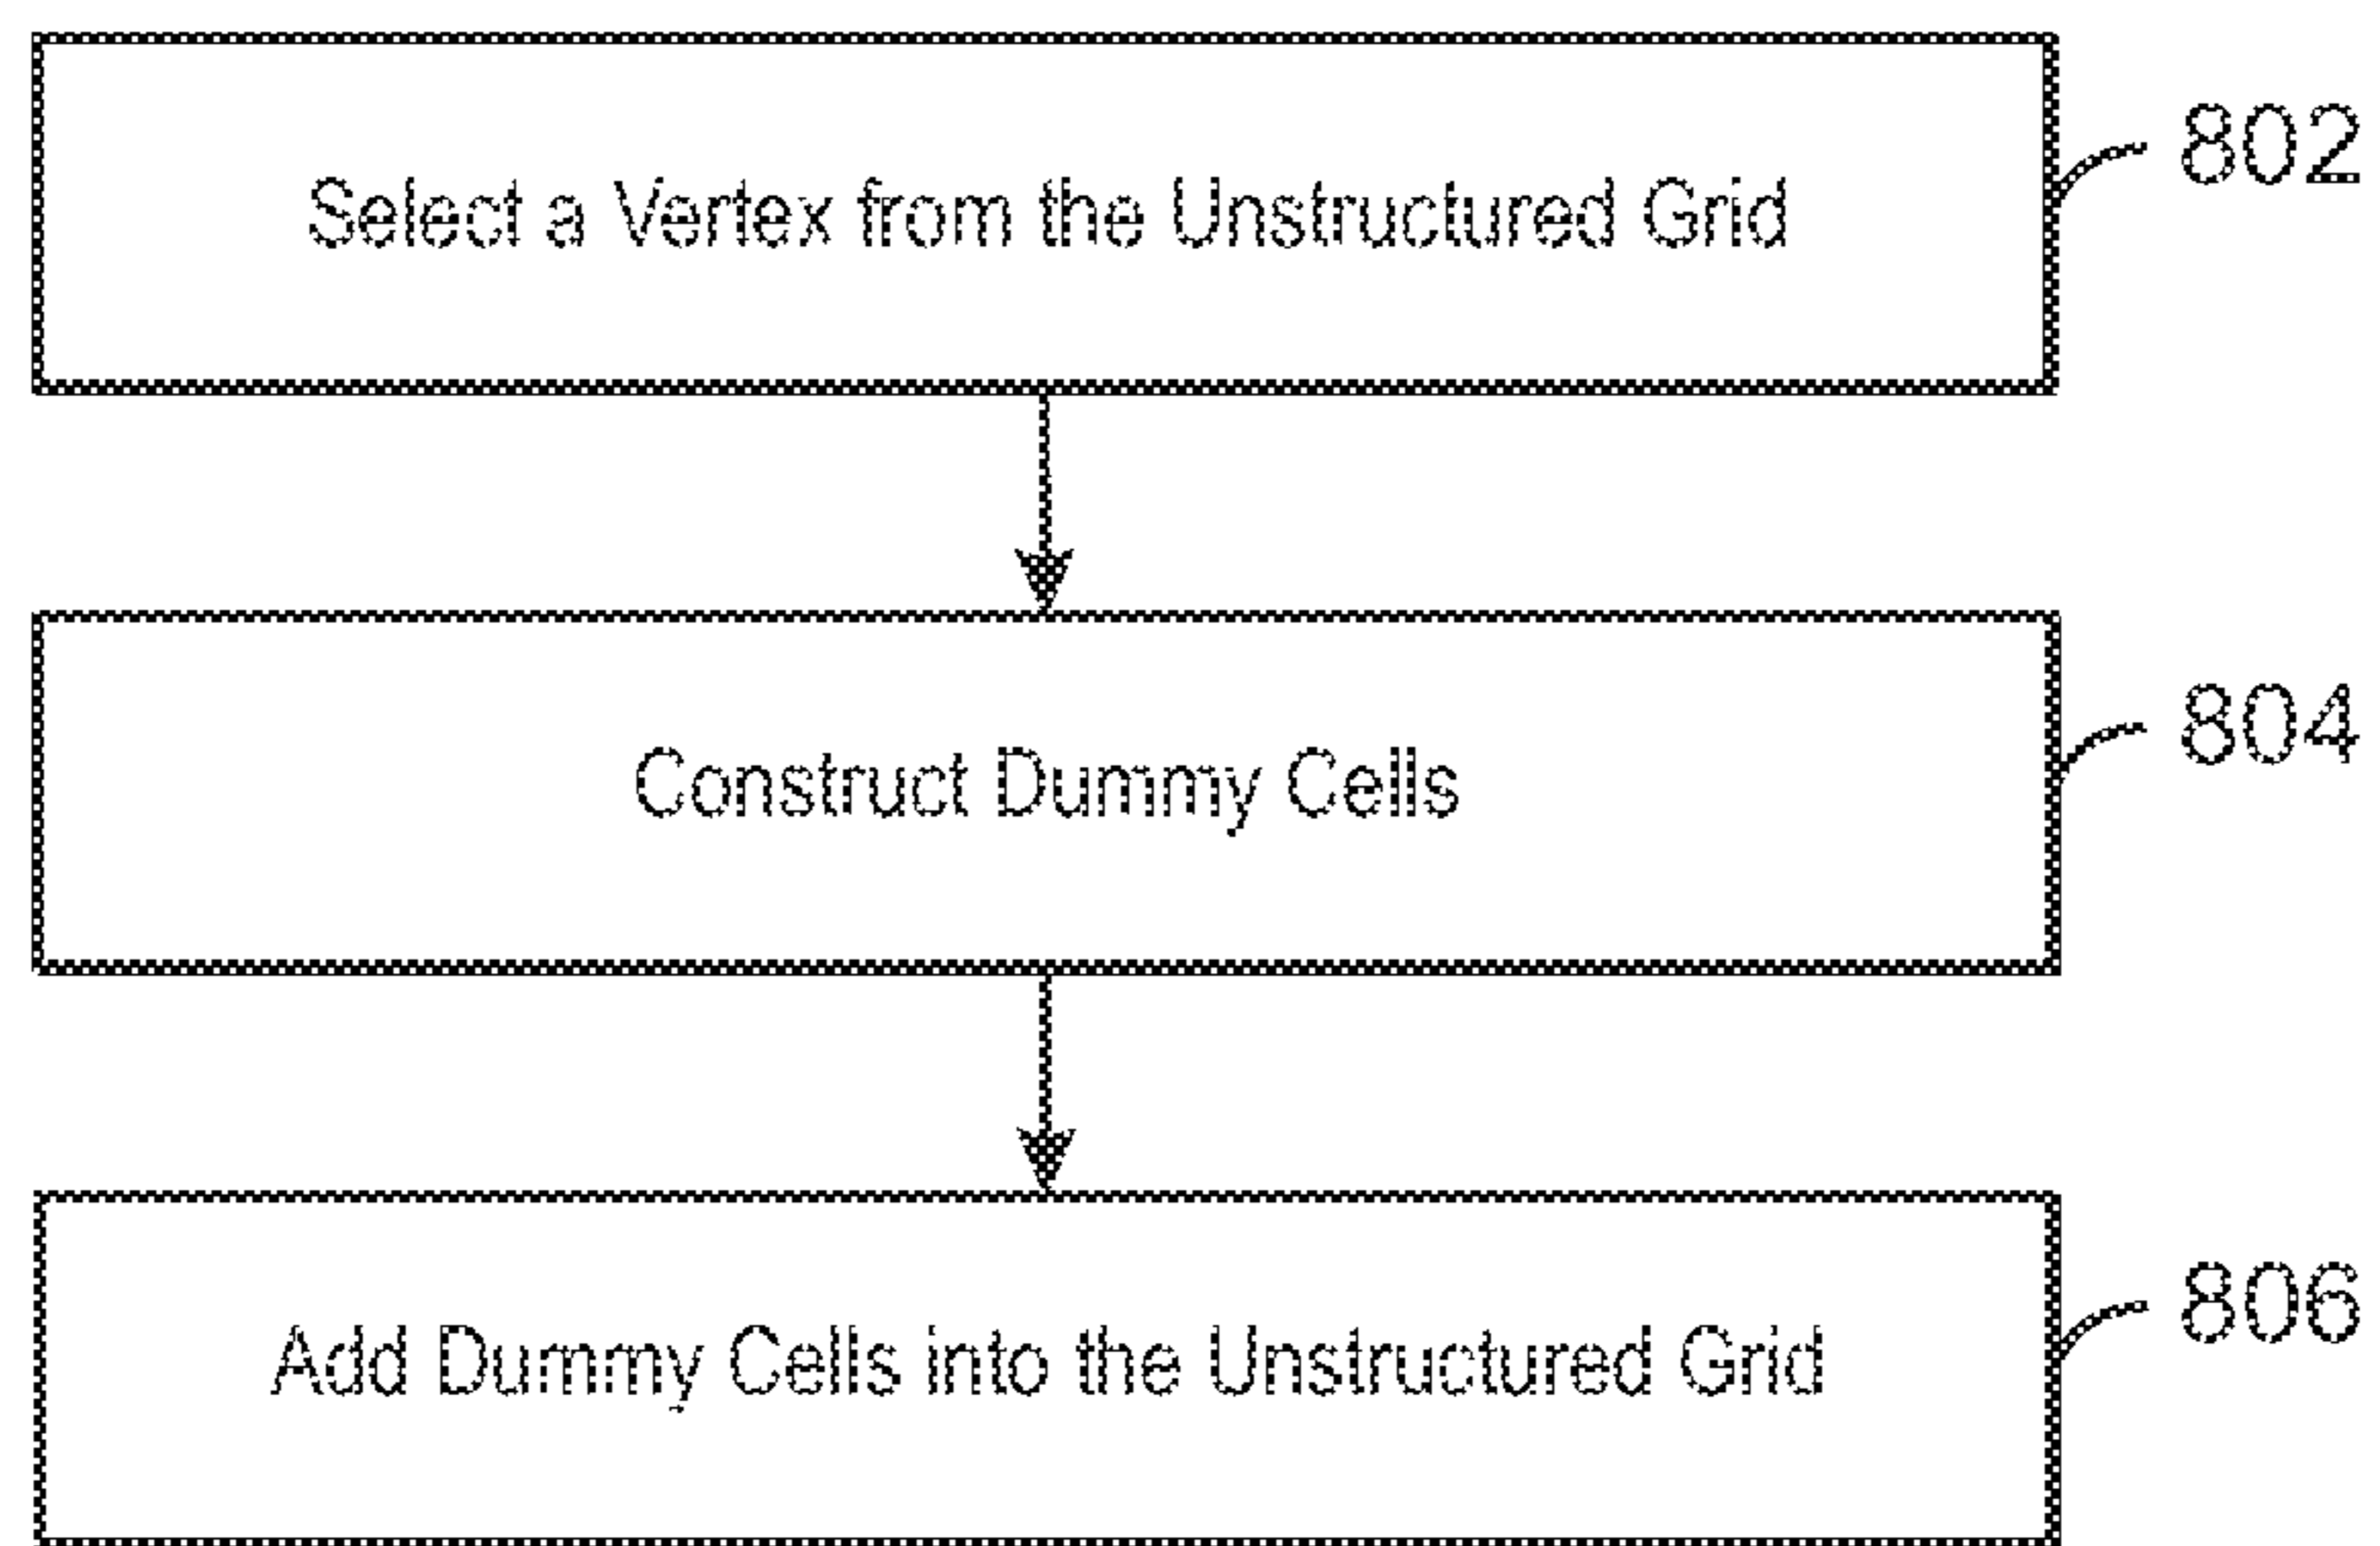 Select a Vertex from the Unstructured Grid
802
Construct Dummy Cells
804
Add Dummy Cells into the Unstructured Grid
806